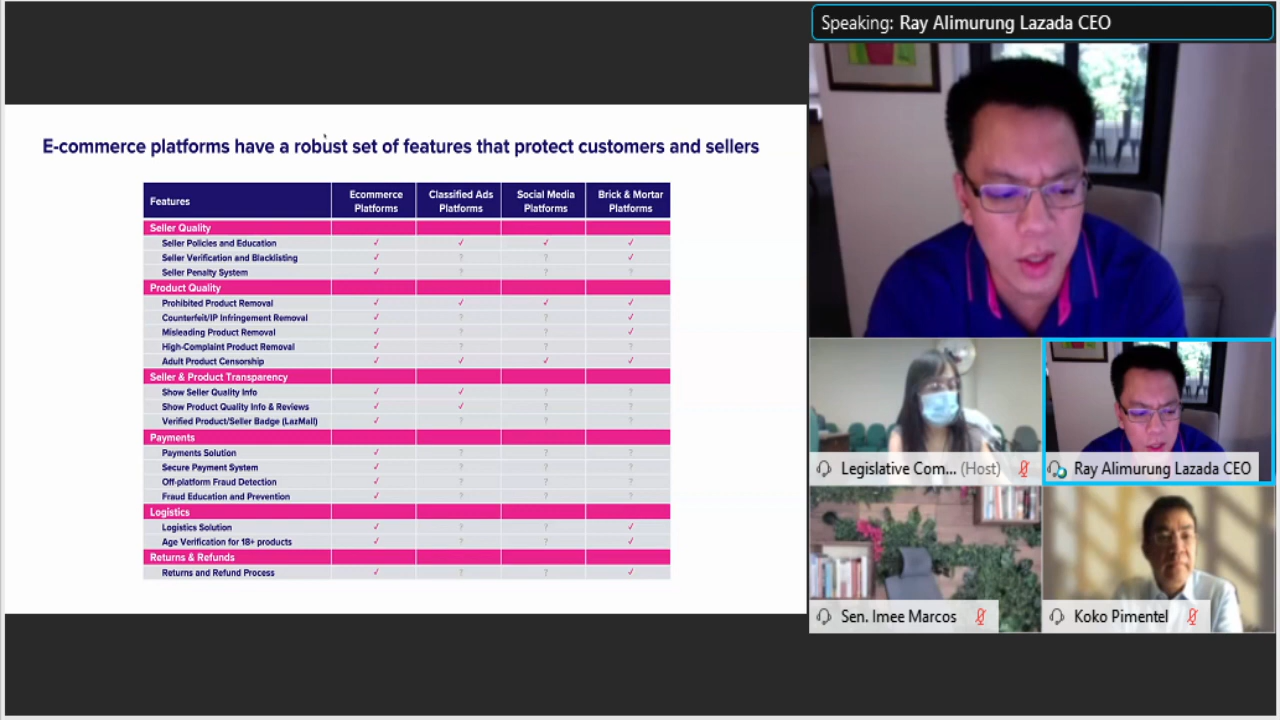 Speaking: Ray Alimurung Lazada CEO
E-commerce platforms have a robust set of features that protect customers and sellers
Features Ecommerce Platforms Classified Ads Platforms Social Media Platforms Brick & Mortar Platforms
Seller Quality
Seller Policies and Education ✓ ✓ ✓ ✓
Seller Verification and Blacklisting ✓ ? ? ✓
Seller Penalty System ✓ ? ? ?
Product Quality
Prohibited Product Removal ✓ ✓ ✓ ✓
Counterfeit/IP Infringement Removal ✓ ? ? ✓
Misleading Product Removal ✓ ? ? ✓
High-Complaint Product Removal ✓ ? ? ?
Adult Product Censorship ✓ ✓ ✓ ✓
Seller & Product Transparency
Show Seller Quality Info ✓ ✓ ? ?
Show Product Quality Info & Reviews ✓ ✓ ? ?
Verified Product/Seller Badge (LazMall) ✓ ? ? ?
Payments
Payments Solution ✓ ? ? ?
Secure Payment System ✓ ? ? ?
Off-platform Fraud Detection ✓ ? ? ?
Fraud Education and Prevention ✓ ? ? ?
Logistics
Logistics Solution ✓ ? ? ✓
Age Verification for 18+ products ✓ ? ? ✓
Returns & Refunds
Returns and Refund Process ✓ ? ? ✓
Legislative Com... (Host)
Ray Alimurung Lazada CEO
Sen. Imee Marcos
Koko Pimentel